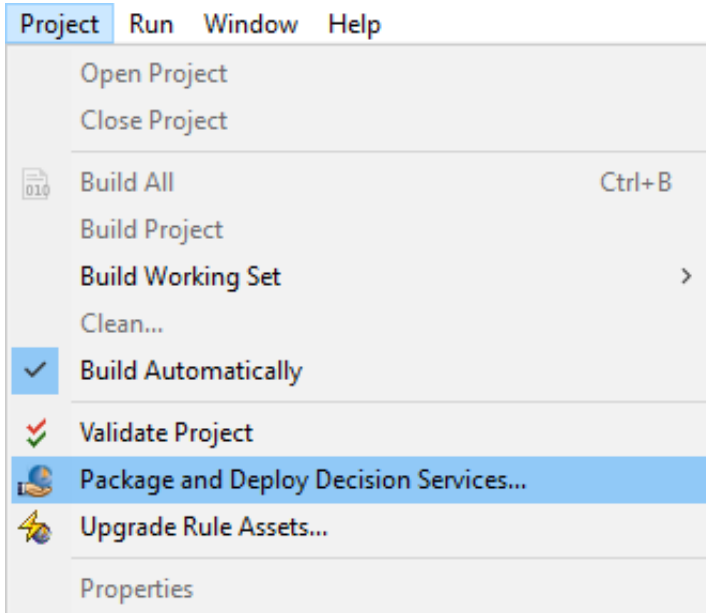 Project Run Window Help
Open Project
Close Project
010
Build All Ctrl+B
Build Project
Build Working Set >
Clean...
Build Automatically
Validate Project
Package and Deploy Decision Services...
Upgrade Rule Assets...
Properties